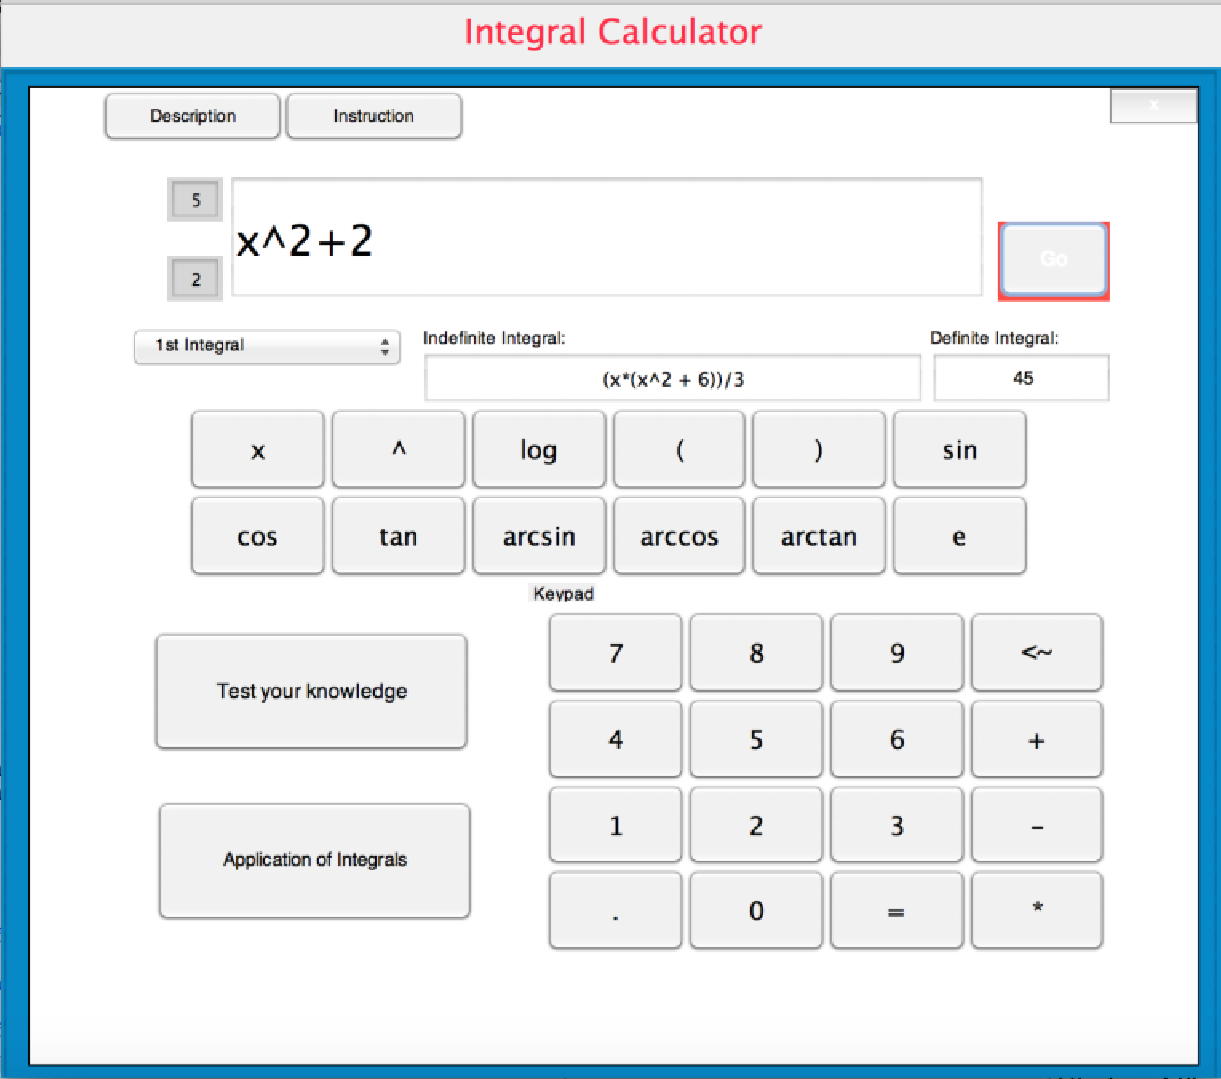 Integral Calculator
Description Instruction x
5
x^2+2
Go
2
1st Integral Indefinite Integral: Definite Integral:
(x*(x^2 + 6))/3 45
x ^ log ( ) sin
cos tan arcsin arccos arctan e
Keypad
7 8 9 <~
Test your knowledge
4 5 6 +
1 2 3 -
Application of Integrals
. 0 = *